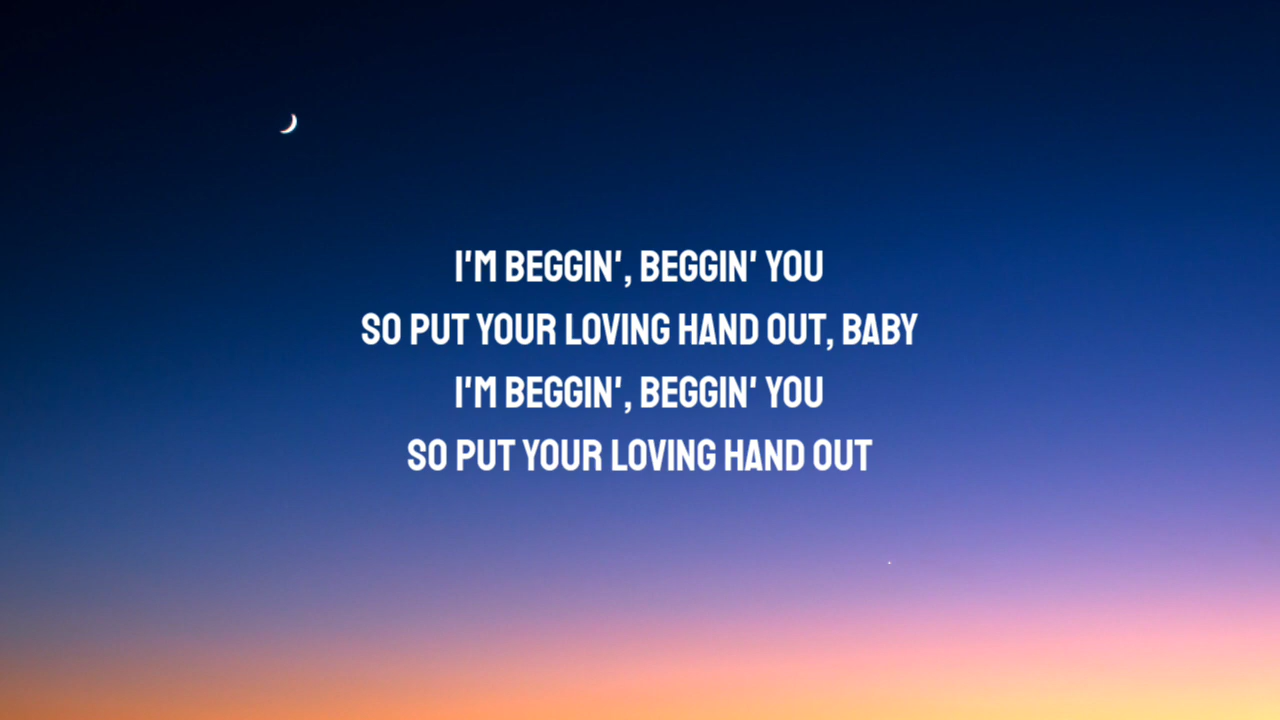 I'M BEGGIN', BEGGIN' YOU
SO PUT YOUR LOVING HAND OUT, BABY
I'M BEGGIN', BEGGIN' YOU
SO PUT YOUR LOVING HAND OUT